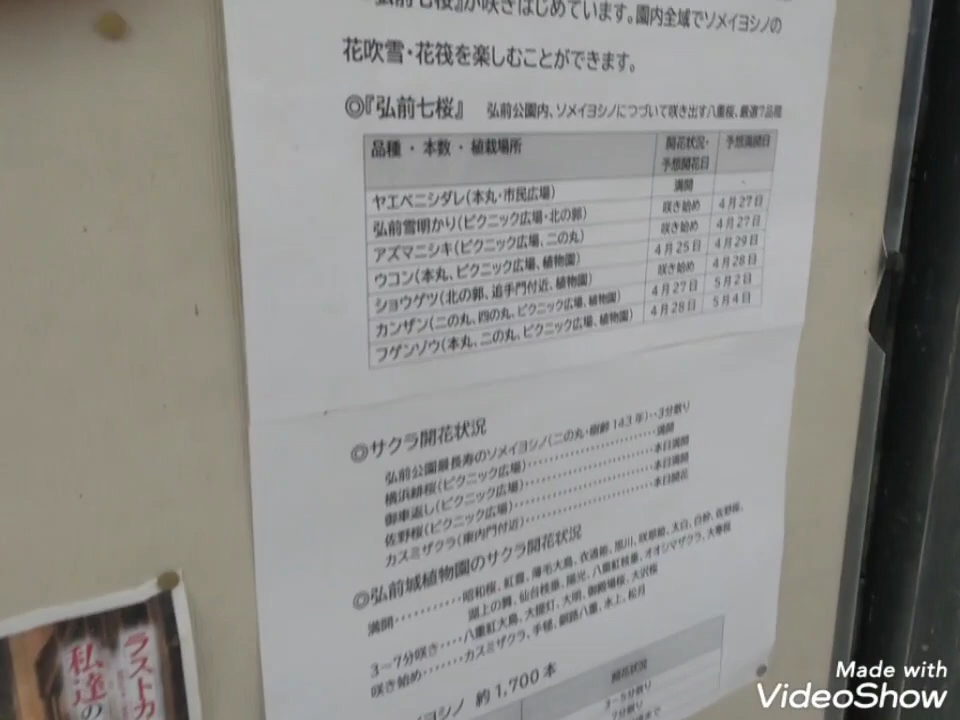 『弘前七桜』が咲きはじめています。園内全域でソメイヨシノの
花吹雪・花筏を楽しむことができます。
◎『弘前七桜』 弘前公園内、ソメイヨシノにつづいて咲き出す八重桜、厳選7品種
品種・本数・植栽場所 開花状況・予想開花日 予想満開日
ヤエベニシダレ(本丸・市民広場) 満開 -
弘前雪明かり(ピクニック広場・北の郭) 咲き始め 4月27日
アズマニシキ(ピクニック広場、二の丸) 咲き始め 4月27日
ウコン(本丸、ピクニック広場、植物園) 4月25日 4月29日
ショウゲツ(北の郭、追手門付近、植物園) 咲き始め 4月28日
カンザン(二の丸、四の丸、ピクニック広場、植物園) 4月27日 5月2日
フゲンゾウ(本丸、二の丸、ピクニック広場、植物園) 4月28日 5月4日
◎サクラ開花状況
弘前公園最長寿のソメイヨシノ(二の丸・樹齢143年)‥3分散り
横浜緋桜(ピクニック広場)‥‥‥‥‥‥満開
御車返し(ピクニック広場)‥‥‥‥‥‥本日満開
佐野桜(ピクニック広場)‥‥‥‥‥‥本日満開
カスミザクラ(東内門付近)‥‥‥‥‥‥本日開花
◎弘前城植物園のサクラ開花状況
満開‥‥‥‥‥昭和桜、紅豊、薄毛大島、衣通姫、思川、咲耶姫、太白、白妙、佐野桜、
湖上の舞、仙台枝垂、陽光、八重紅枝垂、オオシマザクラ、大寒桜
3－7分咲き‥‥八重紅大島、大提灯、大明、御殿場桜、大沢桜
咲き始め‥‥‥カスミザクラ、手毬、釧路八重、水上、松月
イヨシノ 約1,700本
開花状況
3－5分散り
7分散り
ラストカ
私達の
Made with
VideoShow